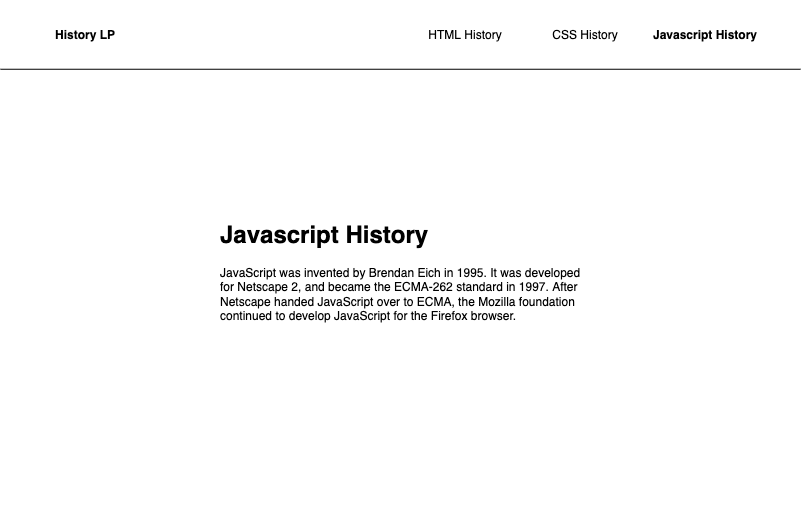 History LP
HTML History
CSS History
Javascript History
Javascript History
JavaScript was invented by Brendan Eich in 1995. It was developed
for Netscape 2, and became the ECMA-262 standard in 1997. After
Netscape handed JavaScript over to ECMA, the Mozilla foundation
continued to develop JavaScript for the Firefox browser.